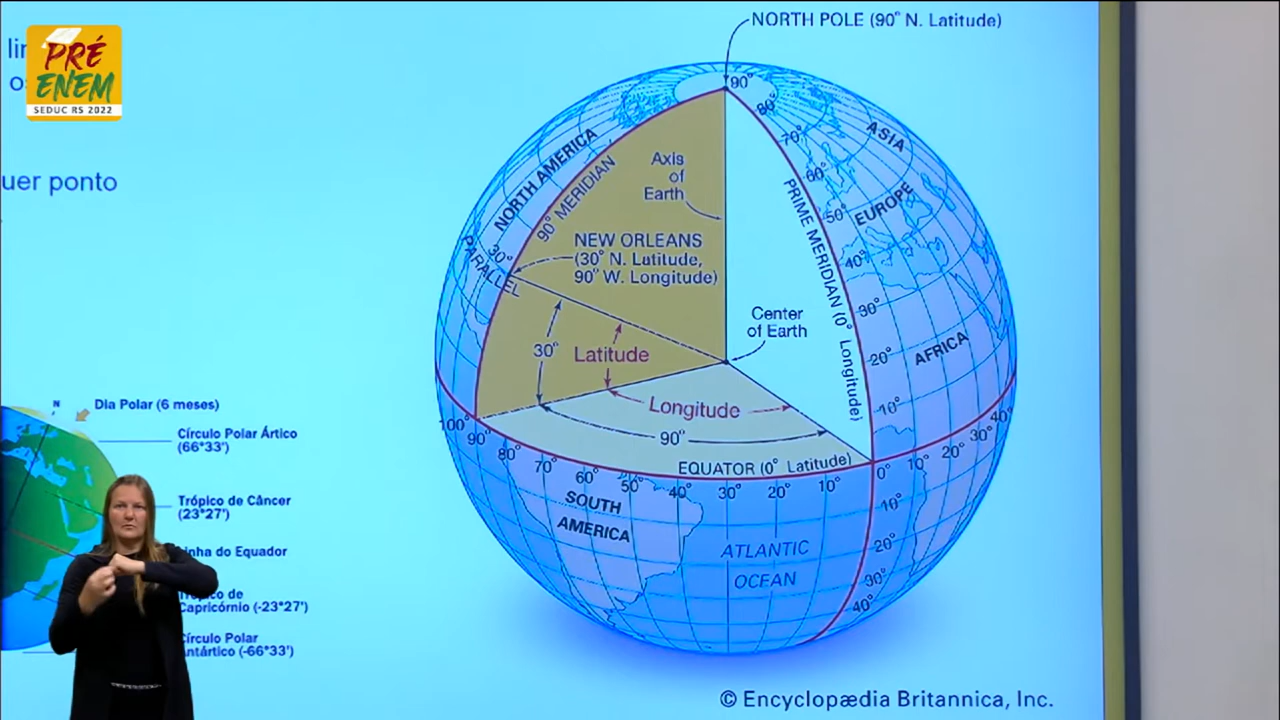 PRÉ
ENEM
SEDUC RS 2022
lin
uer ponto
NORTH POLE (90° N. Latitude)
90°
80°
70°
60°
50°
40°
30°
20°
10°
ASIA
EUROPE
AFRICA
NORTH AMERICA
90° MERIDIAN
Axis
of
Earth
PRIME MERIDIAN (0° Longitude)
NEW ORLEANS
(30° N. Latitude,
90° W. Longitude)
30°
PARALLEL
Center
of Earth
30°
Latitude
Longitude
90°
EQUATOR (0° Latitude)
100° 90° 80° 70° 60° 50° 40° 30° 20° 10° 0° 10° 20° 30° 40°
10°
20°
30°
40°
SOUTH
AMERICA
ATLANTIC
OCEAN
© Encyclopædia Britannica, Inc.
N
Dia Polar (6 meses)
Círculo Polar Ártico
(66°33')
Trópico de Câncer
(23°27')
inha do Equador
de
Capricórnio (-23°27')
Círculo Polar
ntártico (-66°33')